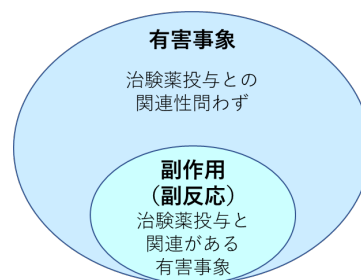 有害事象
治験薬投与との
関連性問わず
副作用
（副反応）
治験薬投与と
関連がある
有害事象